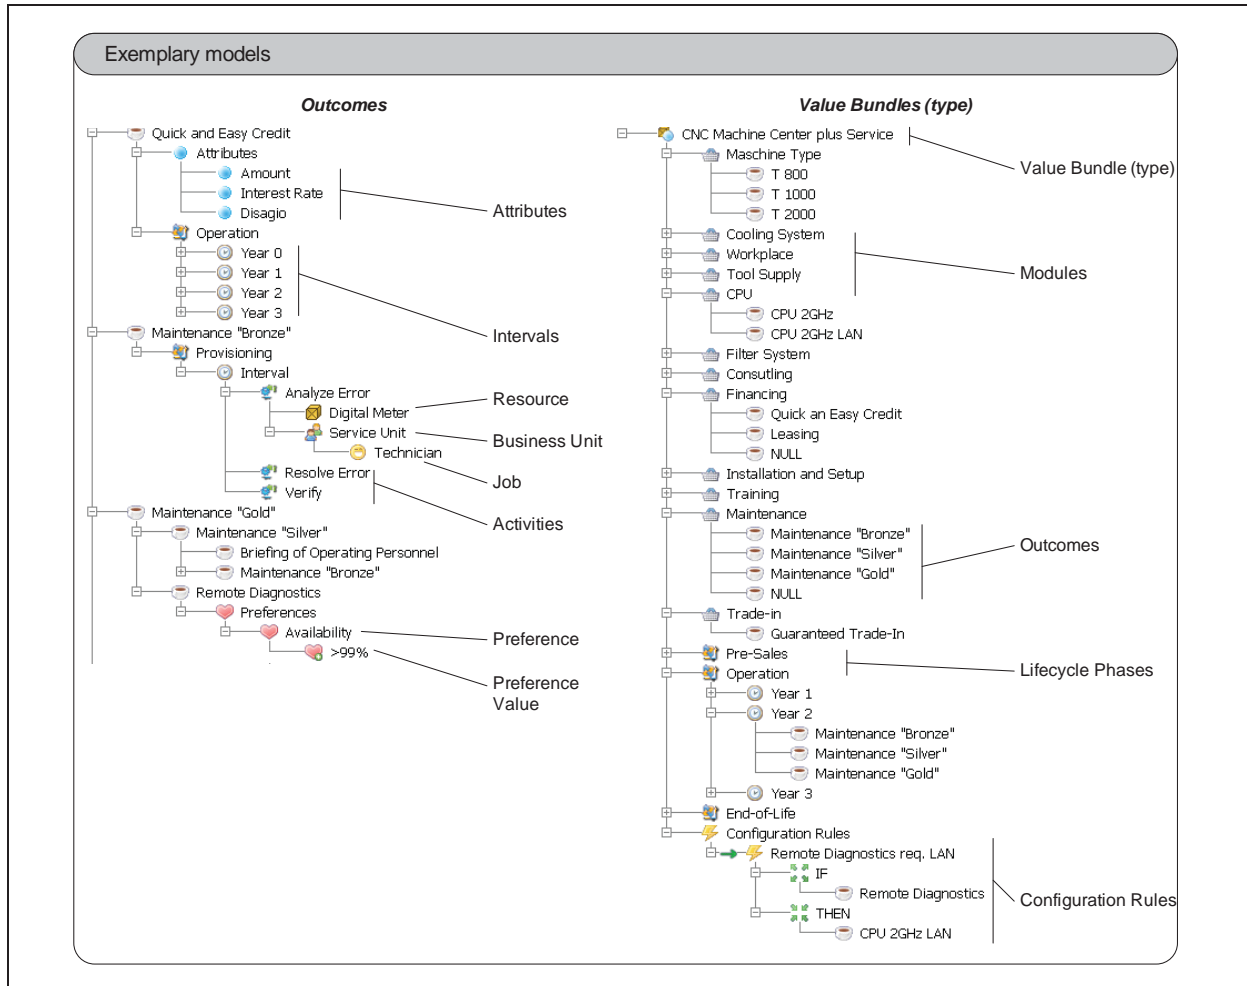 Exemplary models
Outcomes
Quick and Easy Credit
Attributes
Amount
Interest Rate
Disagio
Attributes
Operation
Year 0
Year 1
Year 2
Year 3
Intervals
Maintenance "Bronze"
Provisioning
Interval
Analyze Error
Digital Meter
Resource
Service Unit
Business Unit
Technician
Job
Resolve Error
Verify
Activities
Maintenance "Gold"
Maintenance "Silver"
Briefing of Operating Personnel
Maintenance "Bronze"
Remote Diagnostics
Preferences
Availability
Preference
>99%
Preference
Value
Value Bundles (type)
CNC Machine Center plus Service
Value Bundle (type)
Maschine Type
T 800
T 1000
T 2000
Cooling System
Workplace
Tool Supply
Modules
CPU
CPU 2GHz
CPU 2GHz LAN
Filter System
Consutling
Financing
Quick an Easy Credit
Leasing
NULL
Installation and Setup
Training
Maintenance
Maintenance "Bronze"
Maintenance "Silver"
Maintenance "Gold"
NULL
Outcomes
Trade-in
Guaranteed Trade-In
Pre-Sales
Lifecycle Phases
Operation
Year 1
Year 2
Maintenance "Bronze"
Maintenance "Silver"
Maintenance "Gold"
Year 3
End-of-Life
Configuration Rules
Remote Diagnostics req. LAN
IF
Remote Diagnostics
Configuration Rules
THEN
CPU 2GHz LAN